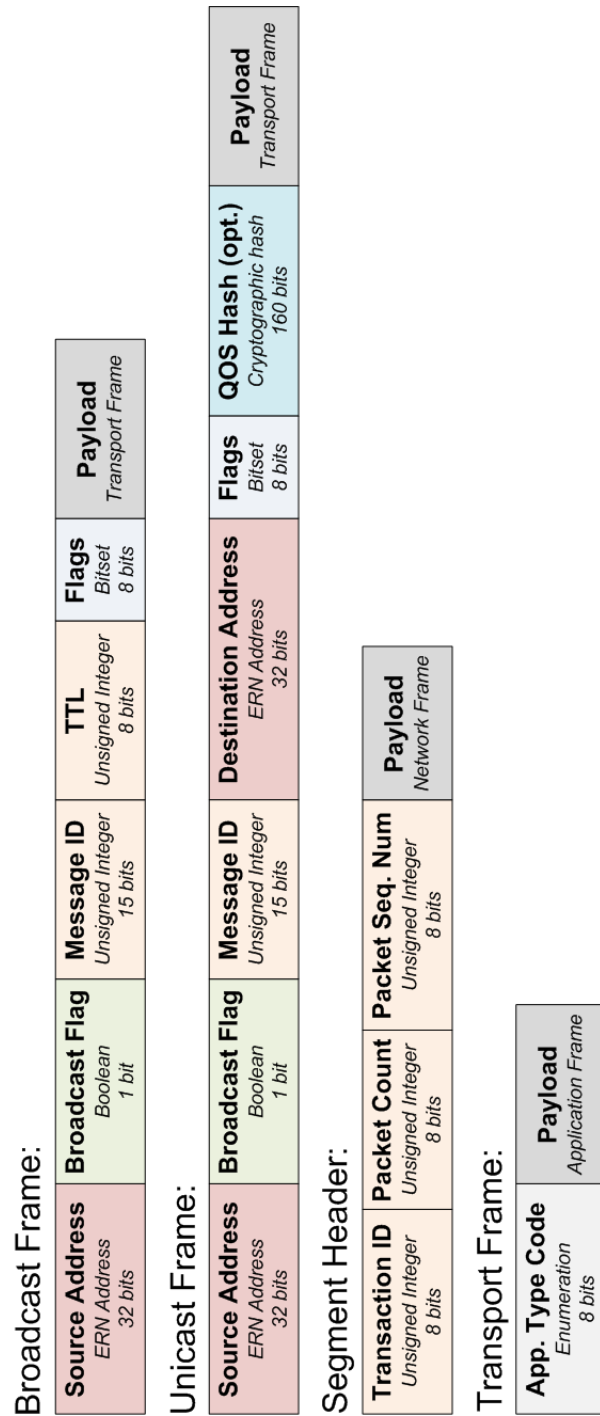 Broadcast Frame:
Source Address
ERN Address
32 bits
Broadcast Flag
Boolean
1 bit
Message ID
Unsigned Integer
15 bits
TTL
Unsigned Integer
8 bits
Flags
Bitset
8 bits
Payload
Transport Frame
Unicast Frame:
Source Address
ERN Address
32 bits
Broadcast Flag
Boolean
1 bit
Message ID
Unsigned Integer
15 bits
Destination Address
ERN Address
32 bits
Flags
Bitset
8 bits
QOS Hash (opt.)
Cryptographic hash
160 bits
Payload
Transport Frame
Segment Header:
Transaction ID
Unsigned Integer
8 bits
Packet Count
Unsigned Integer
8 bits
Packet Seq. Num
Unsigned Integer
8 bits
Payload
Network Frame
Transport Frame:
App. Type Code
Enumeration
8 bits
Payload
Application Frame